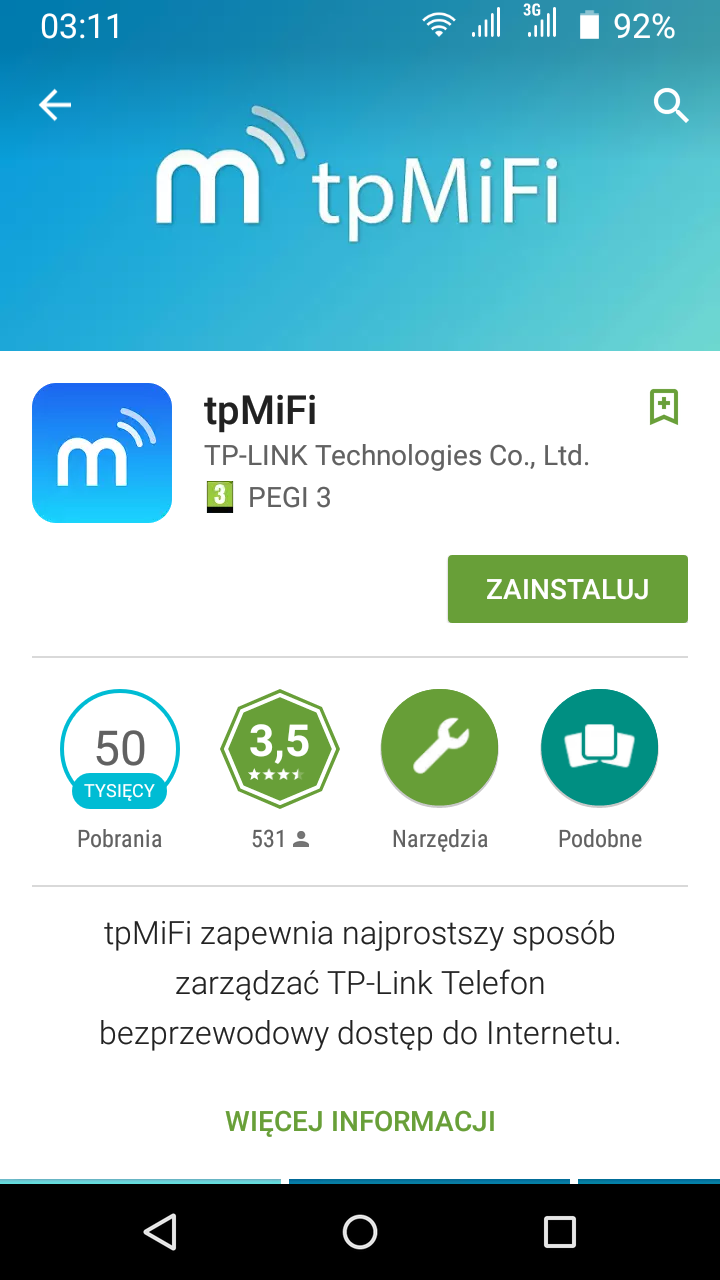 03:11
3G
92%
m tpMiFi
m
tpMiFi
TP-LINK Technologies Co., Ltd.
3 PEGI 3
ZAINSTALUJ
50
TYSIĘCY
3,5
Pobrania
531
Narzędzia
Podobne
tpMiFi zapewnia najprostszy sposób
zarządzać TP-Link Telefon
bezprzewodowy dostęp do Internetu.
WIĘCEJ INFORMACJI